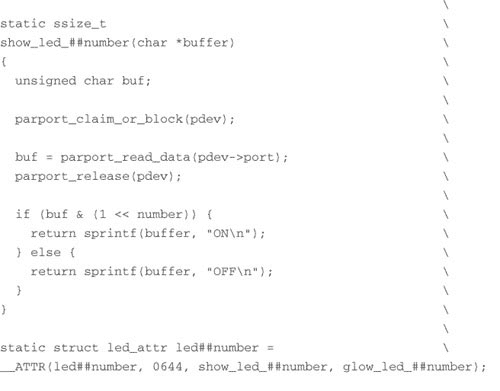 \
static ssize_t \
show_led_##number(char *buffer) \
{ \
unsigned char buf; \
\
parport_claim_or_block(pdev); \
\
buf = parport_read_data(pdev->port); \
parport_release(pdev); \
\
if (buf & (1 << number)) { \
return sprintf(buffer, "ON\n"); \
} else { \
return sprintf(buffer, "OFF\n"); \
} \
} \
\
static struct led_attr led##number = \
__ATTR(led##number, 0644, show_led_##number, glow_led_##number);